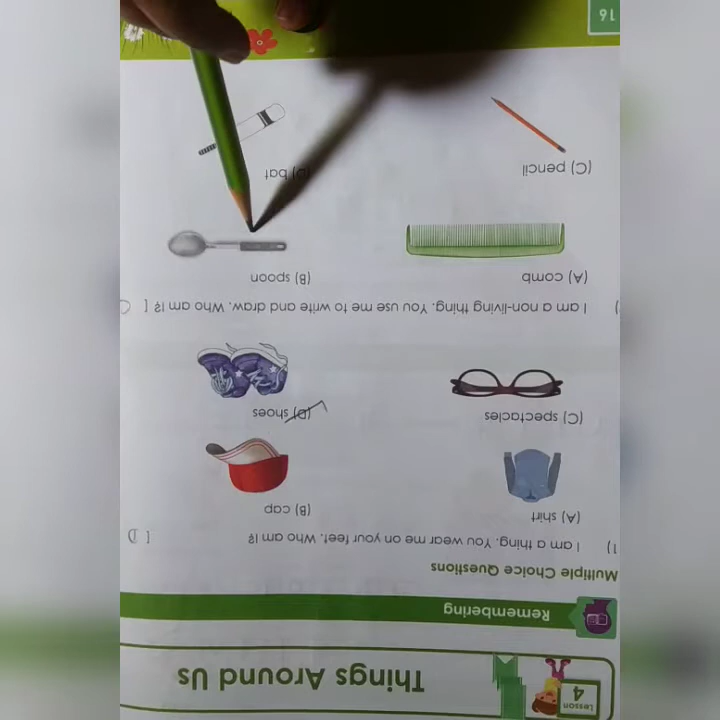 Lesson 4
Things Around Us
Remembering
Multiple Choice Questions
1) I am a thing. You wear me on your feet. Who am I? [ D
(A) shirt (B) cap
(C) spectacles (D) shoes
) I am a non-living thing. You use me to write and draw. Who am I? [
(A) comb (B) spoon
(C) pencil (D) bat
16